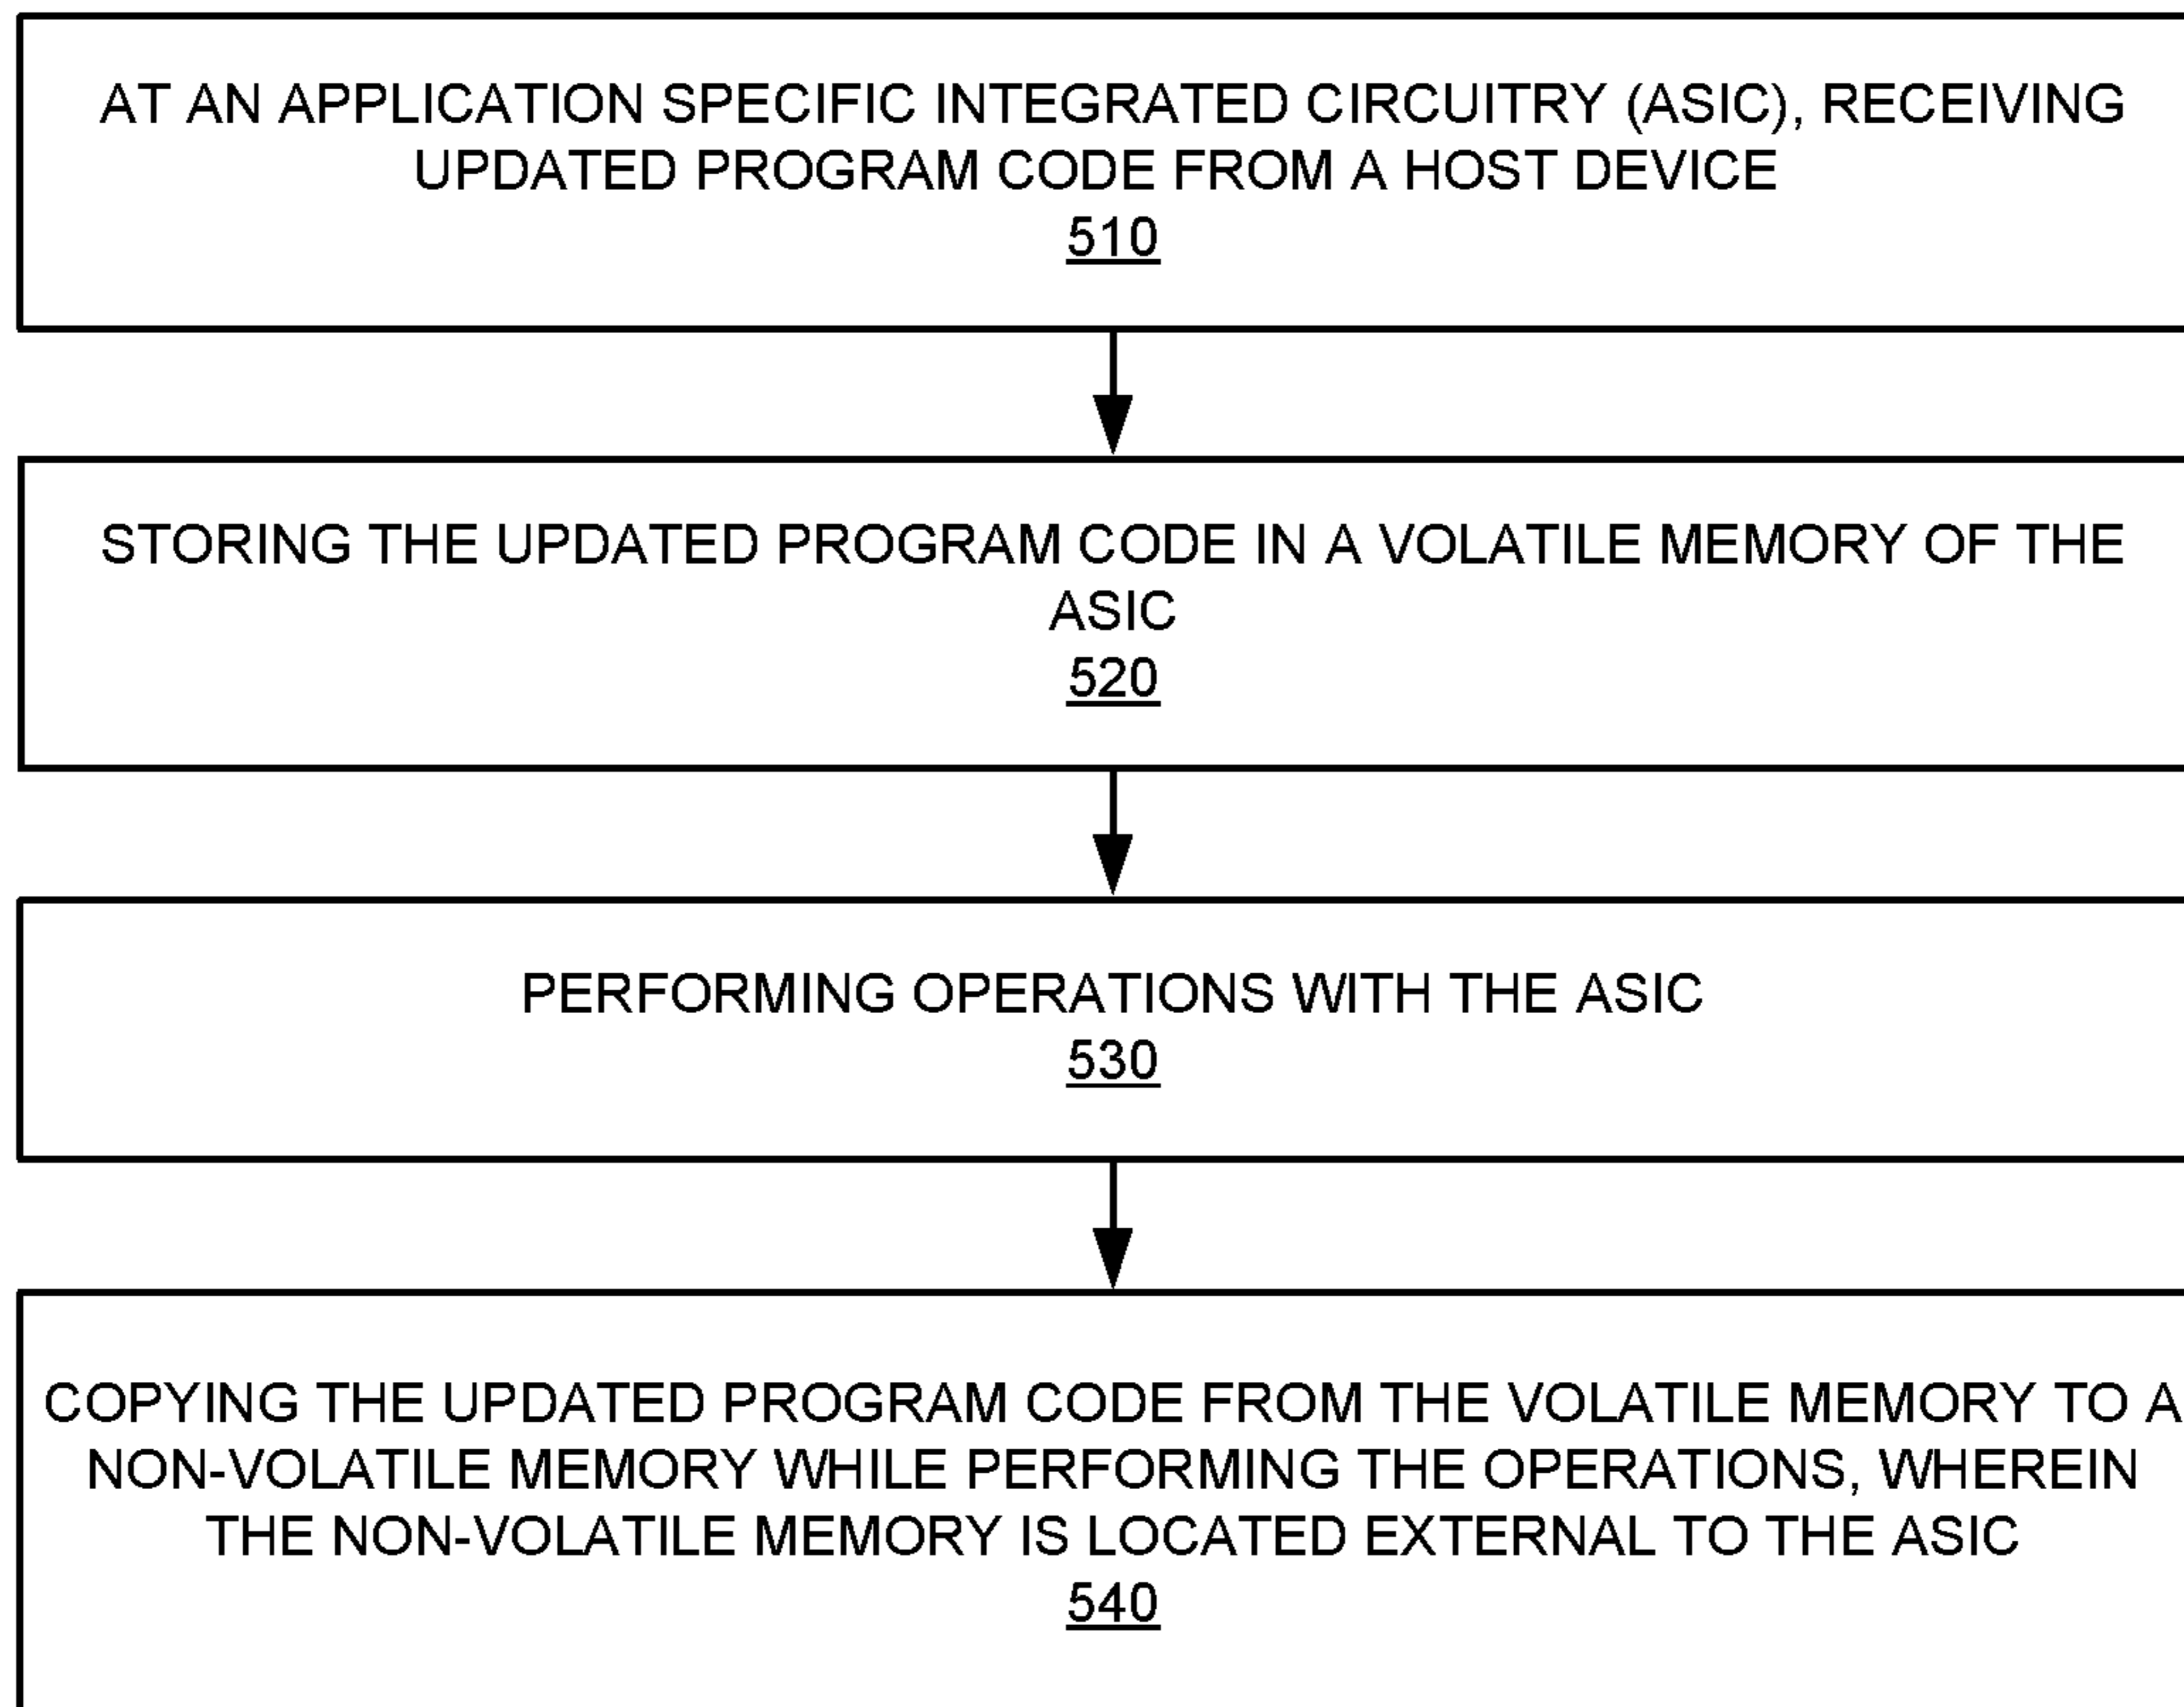 AT AN APPLICATION SPECIFIC INTEGRATED CIRCUITRY (ASIC), RECEIVING
UPDATED PROGRAM CODE FROM A HOST DEVICE
510
STORING THE UPDATED PROGRAM CODE IN A VOLATILE MEMORY OF THE
ASIC
520
PERFORMING OPERATIONS WITH THE ASIC
530
COPYING THE UPDATED PROGRAM CODE FROM THE VOLATILE MEMORY TO A
NON-VOLATILE MEMORY WHILE PERFORMING THE OPERATIONS, WHEREIN
THE NON-VOLATILE MEMORY IS LOCATED EXTERNAL TO THE ASIC
540